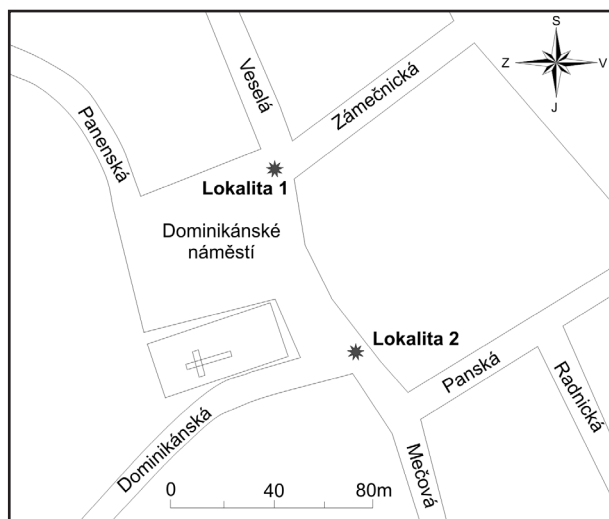 S
Z
V
J
Veselá
Zámečnická
Panenská
Lokalita 1
Dominikánské
náměstí
Lokalita 2
Panská
Radnická
Dominikánská
Mečová
0
40
80m